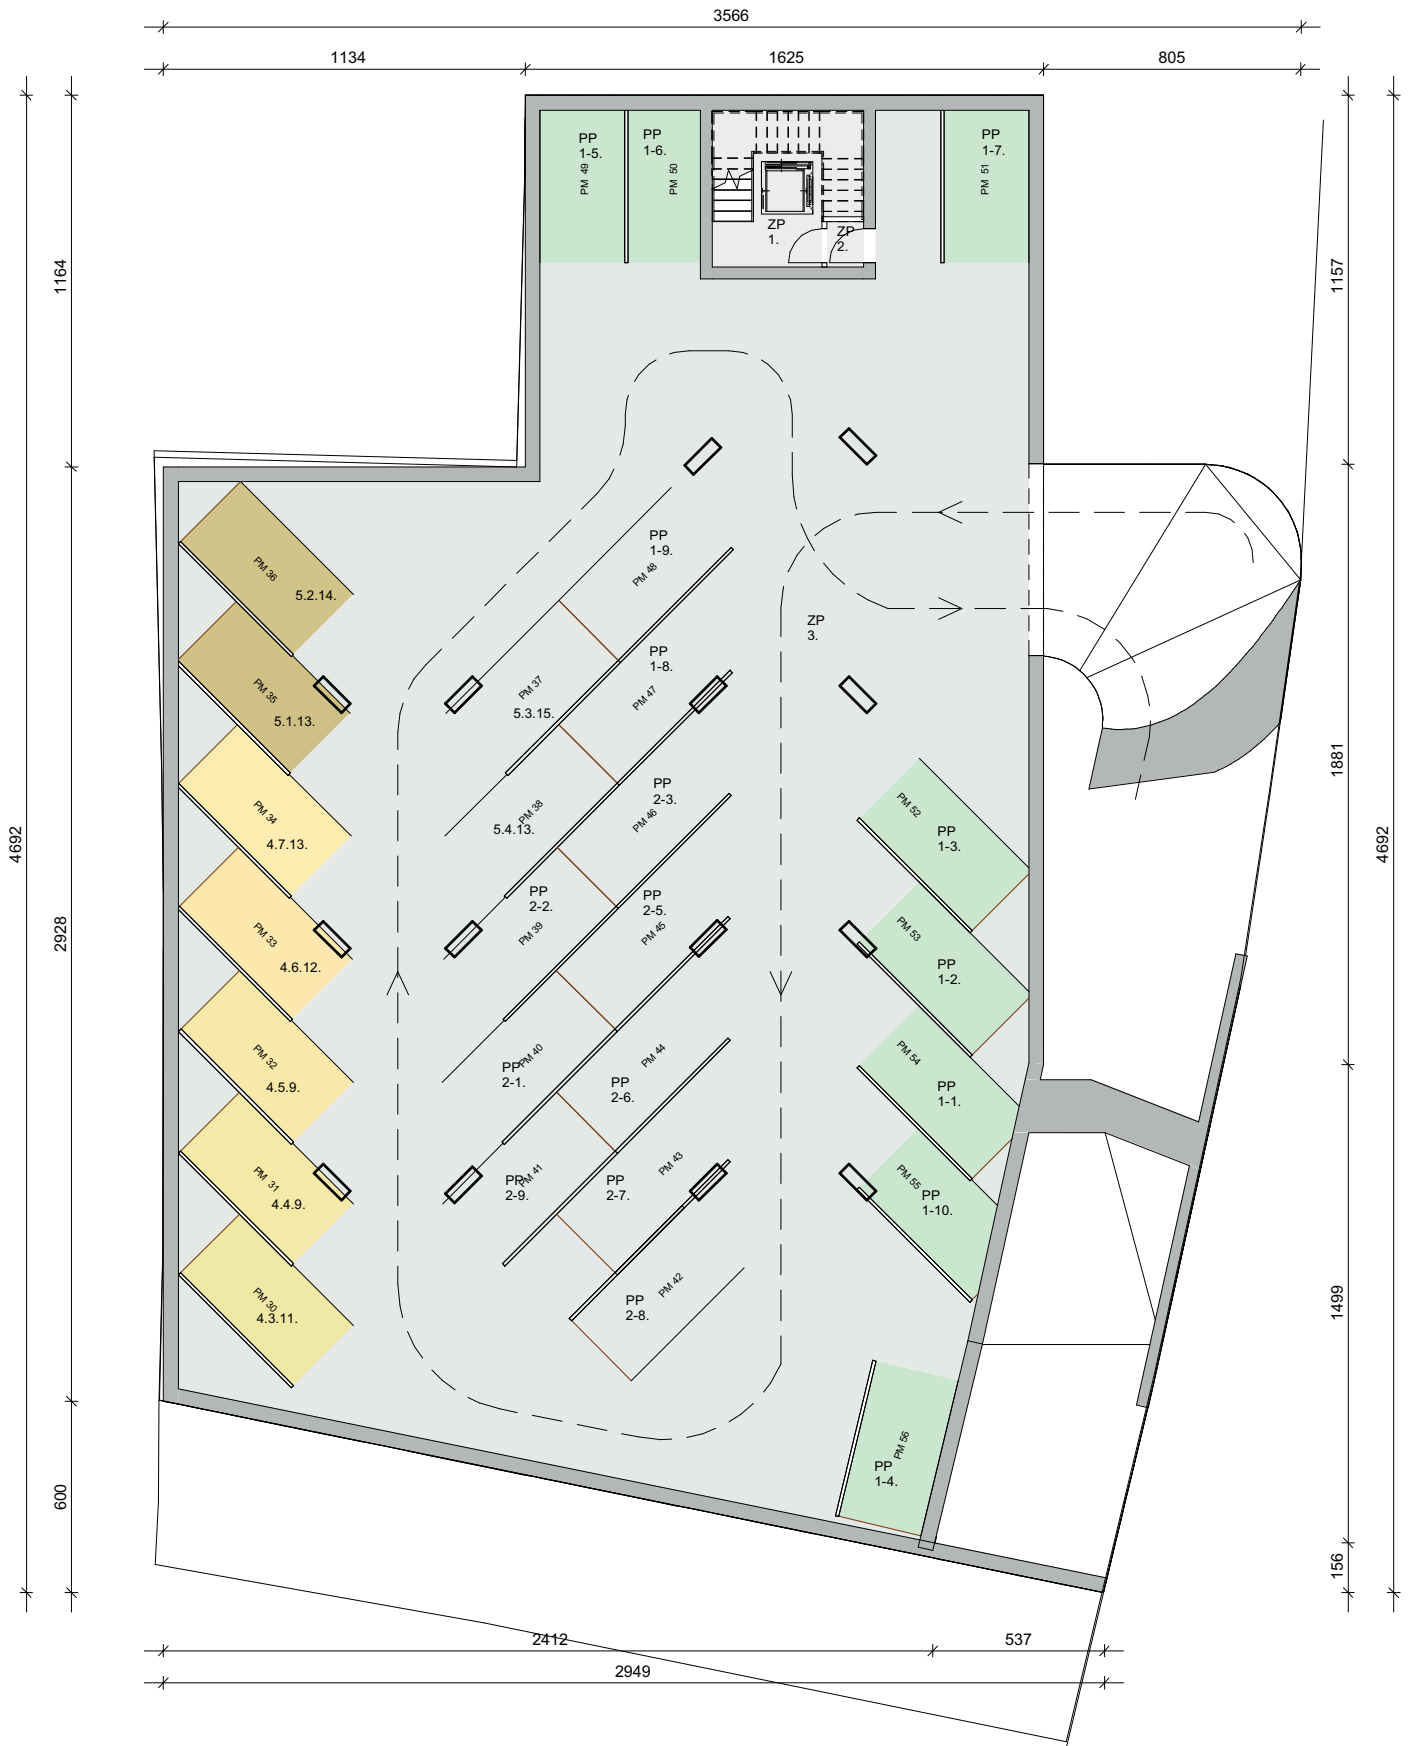 3566
1134
1625
805
PP
1-5.
PM 49
PP
1-6.
PM 50
PP
1-7.
PM 51
ZP
1.
ZP
2.
1164
1157
PP
1-9.
PM 48
PM 36
5.2.14.
ZP
3.
PP
1-8.
PM 47
PM 37
5.3.15.
PM 35
5.1.13.
1881
PP
2-3.
PM 46
PM 38
5.4.13.
PM 52
PP
1-3.
PM 34
4.7.13.
4692
4692
2928
PP
2-2.
PM 39
PP
2-5.
PM 45
PM 53
PP
1-2.
PM 33
4.6.12.
PM 32
4.5.9.
PP
2-1.
PM 40
PM 44
PP
2-6.
PM 54
PP
1-1.
PM 31
4.4.9.
PP
2-9.
PM 41
PP
2-7.
PM 43
PM 55
PP
1-10.
PM 30
4.3.11.
PM 42
PP
2-8.
1499
PM 56
PP
1-4.
600
156
2412
537
2949